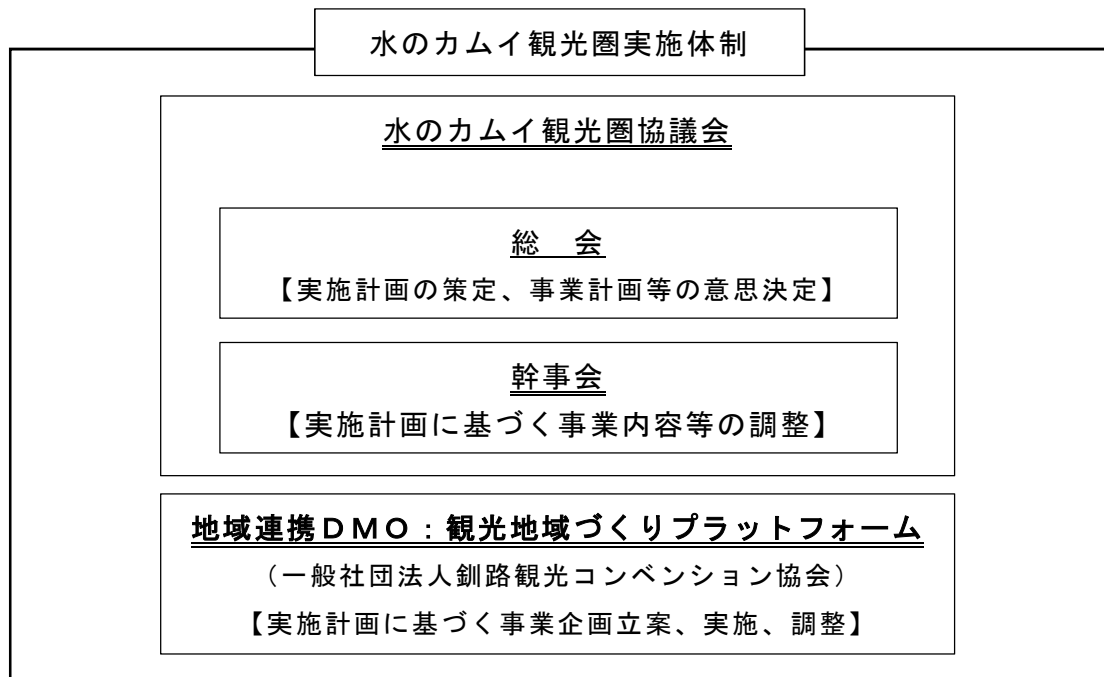 水のカムイ観光圏実施体制
水のカムイ観光圏協議会
総　会
【実施計画の策定、事業計画等の意思決定】
幹事会
【実施計画に基づく事業内容等の調整】
地域連携ＤＭＯ：観光地域づくりプラットフォーム
（一般社団法人釧路観光コンベンション協会）
【実施計画に基づく事業企画立案、実施、調整】